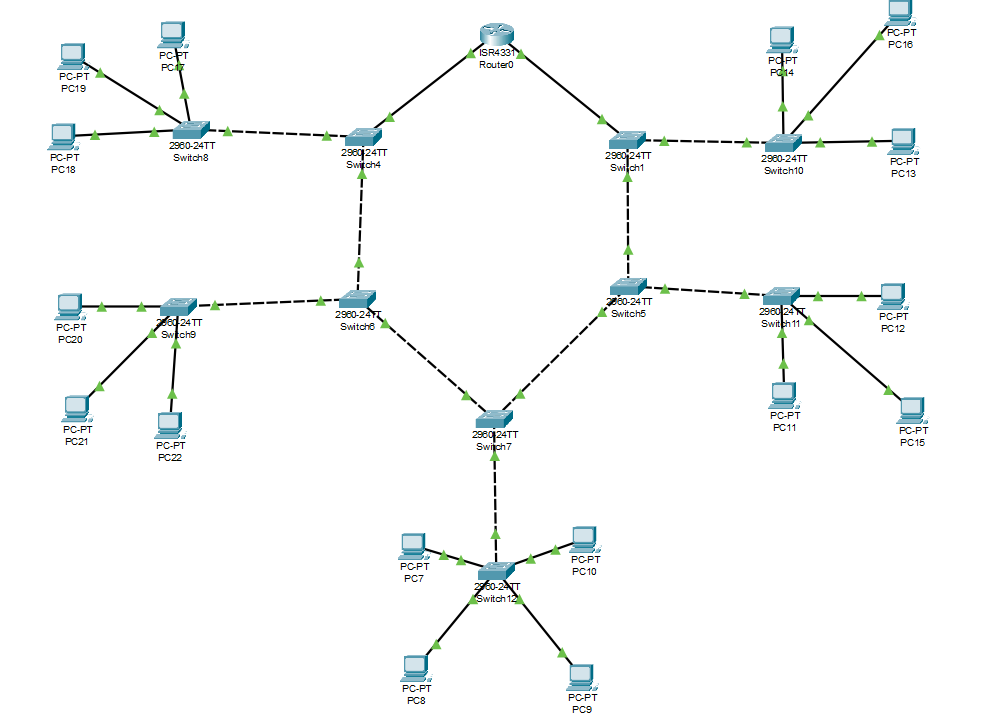 PC-PT
PC19
PC-PT
PC17
PC-PT
PC18
2960-24TT
Switch8
2960-24TT
Switch4
ISR4331
Router0
2960-24TT
Switch1
2960-24TT
Switch10
PC-PT
PC14
PC-PT
PC16
PC-PT
PC13
PC-PT
PC20
2960-24TT
Switch9
2960-24TT
Switch6
2960-24TT
Switch5
2960-24TT
Switch11
PC-PT
PC12
PC-PT
PC21
PC-PT
PC22
2960-24TT
Switch7
PC-PT
PC11
PC-PT
PC15
PC-PT
PC7
PC-PT
PC10
2960-24TT
Switch12
PC-PT
PC8
PC-PT
PC9